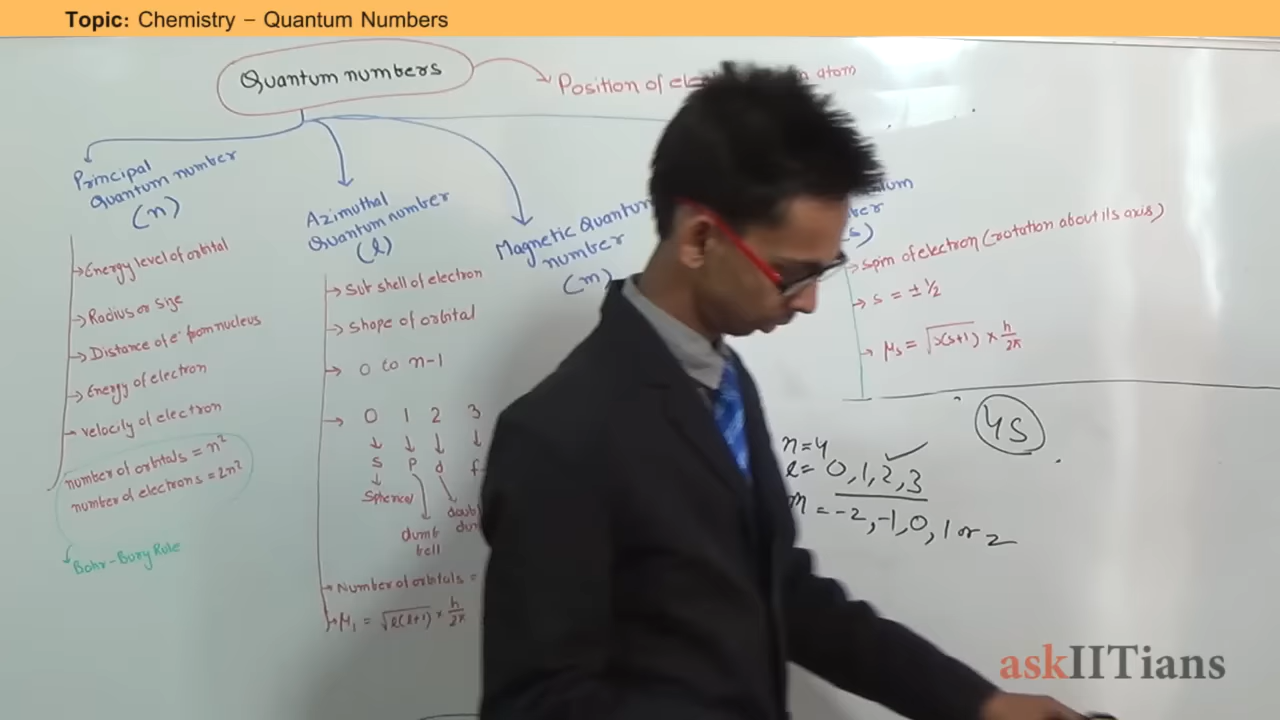 Topic: Chemistry – Quantum Numbers
Quantum numbers
Position of atom
Principal
Quantum number
(n)
→ Energy level of orbital
→ Radius or size
→ Distance of e⁻ from nucleus
→ Energy of electron
→ velocity of electron
number of orbitals = n²
number of electrons = 2n²
Bohr-Bury Rule
Azimuthal
Quantum number
(l)
→ Sub shell of electron
→ Shape of orbital
→ 0 to n-1
→ 0 1 2 3
s p d f
Spherical
dumb
bell
→ Number of orbitals =
→ μ₁ = √l(l+1) × h/2π
Magnetic Quantum
number
(m)
→ spin of electron (rotation about its axis)
→ s = ± 1/2
→ μs = √s(s+1) × h/2π
4s
n=4
l= 0,1,2,3
m = -2,-1,0,1 or 2
askIITians